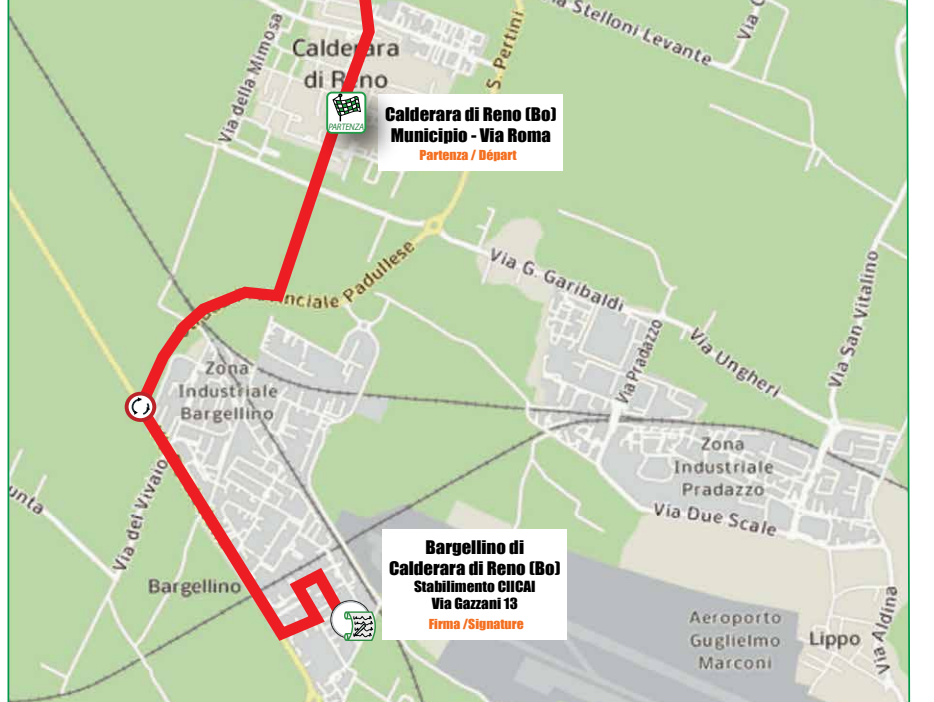 Via Stelloni Levante
Via C
S. Pertini
Via della Mimosa
Calderara
di Reno
PARTENZA
Calderara di Reno (Bo)
Municipio - Via Roma
Partenza / Départ
Via G. Garibaldi
Via Ungheri
Via San Vitalino
Via Pradazzo
inciale Padullese
Zona
Industriale
Bargellino
Zona
Industriale
Pradazzo
Via Due Scale
Via del Vivaio
unta
Bargellino
Bargellino di
Calderara di Reno (Bo)
Stabilimento CIICAI
Via Gazzani 13
Firma /Signature
Aeroporto
Guglielmo
Marconi
Lippo
Via Aldina